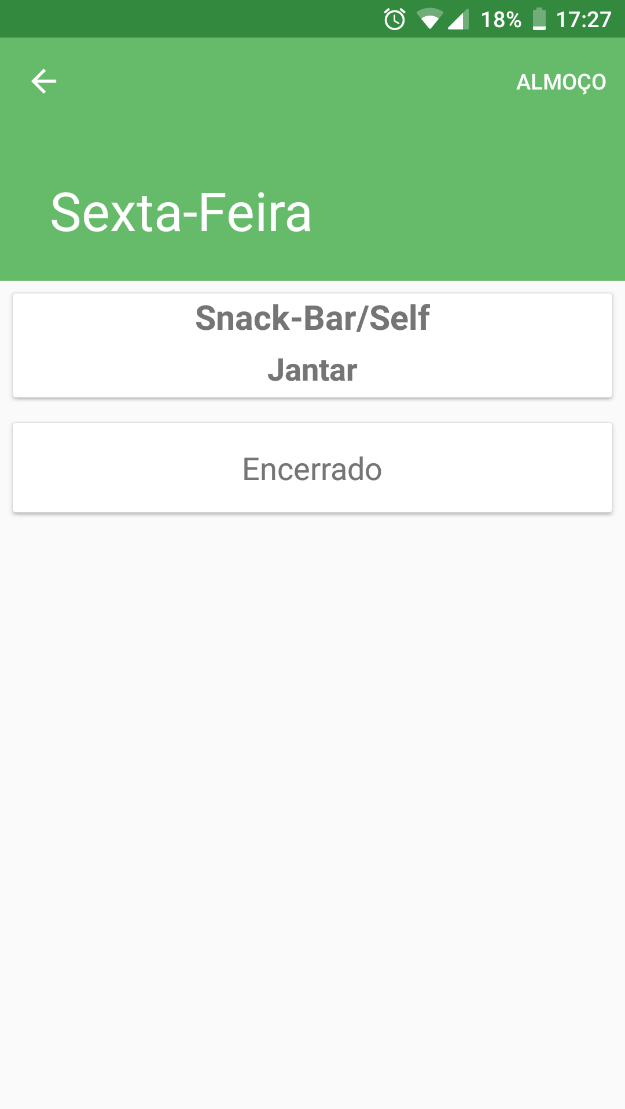 18% 17:27
ALMOÇO
Sexta-Feira
Snack-Bar/Self
Jantar
Encerrado